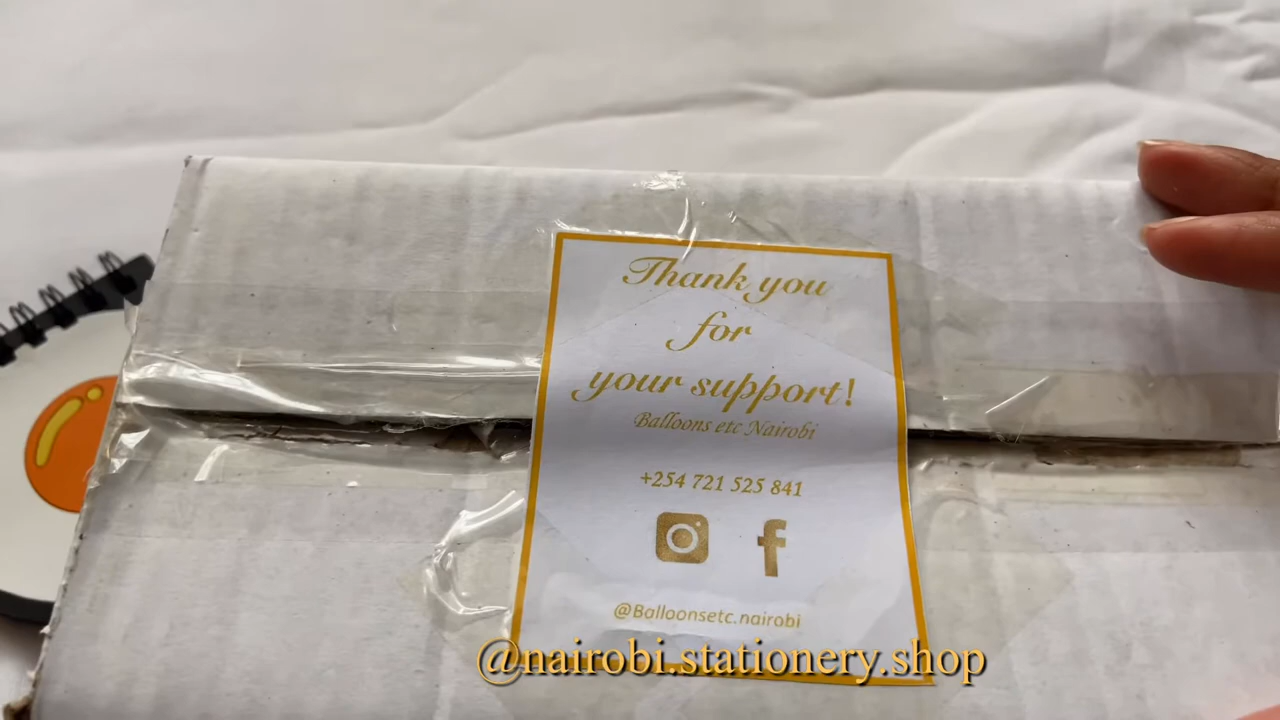 Thank you
for
your support!
Balloons etc Nairobi
+254 721 525 841
@Balloonsetc.nairobi
@nairobi.stationery.shop